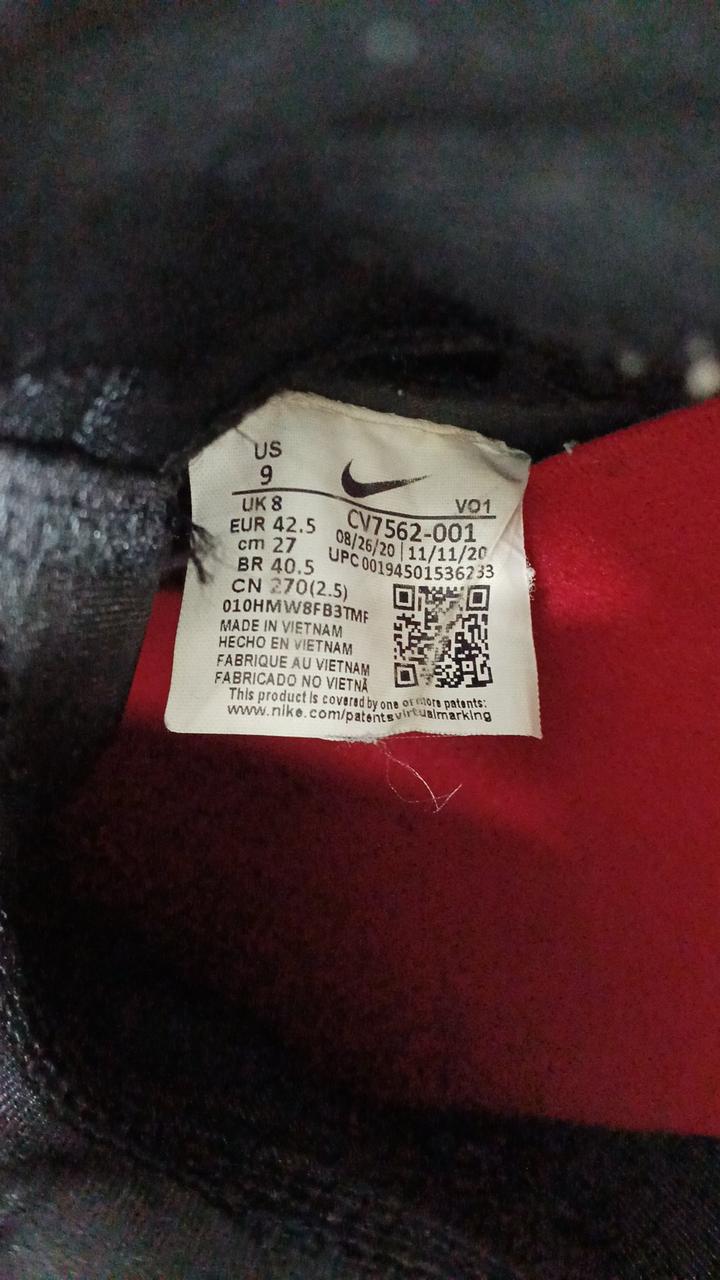 US
9
UK 8
VO1
EUR 42.5
CV7562-001
cm 27
08/26/20 | 11/11/20
BR 40.5
UPC 00194501536233
CN 270(2.5)
010HMW8FB3TMF
MADE IN VIETNAM
HECHO EN VIETNAM
FABRIQUE AU VIETNAM
FABRICADO NO VIETNÃ
This product is covered by one or more patents:
www.nike.com/patentsvirtualmarking